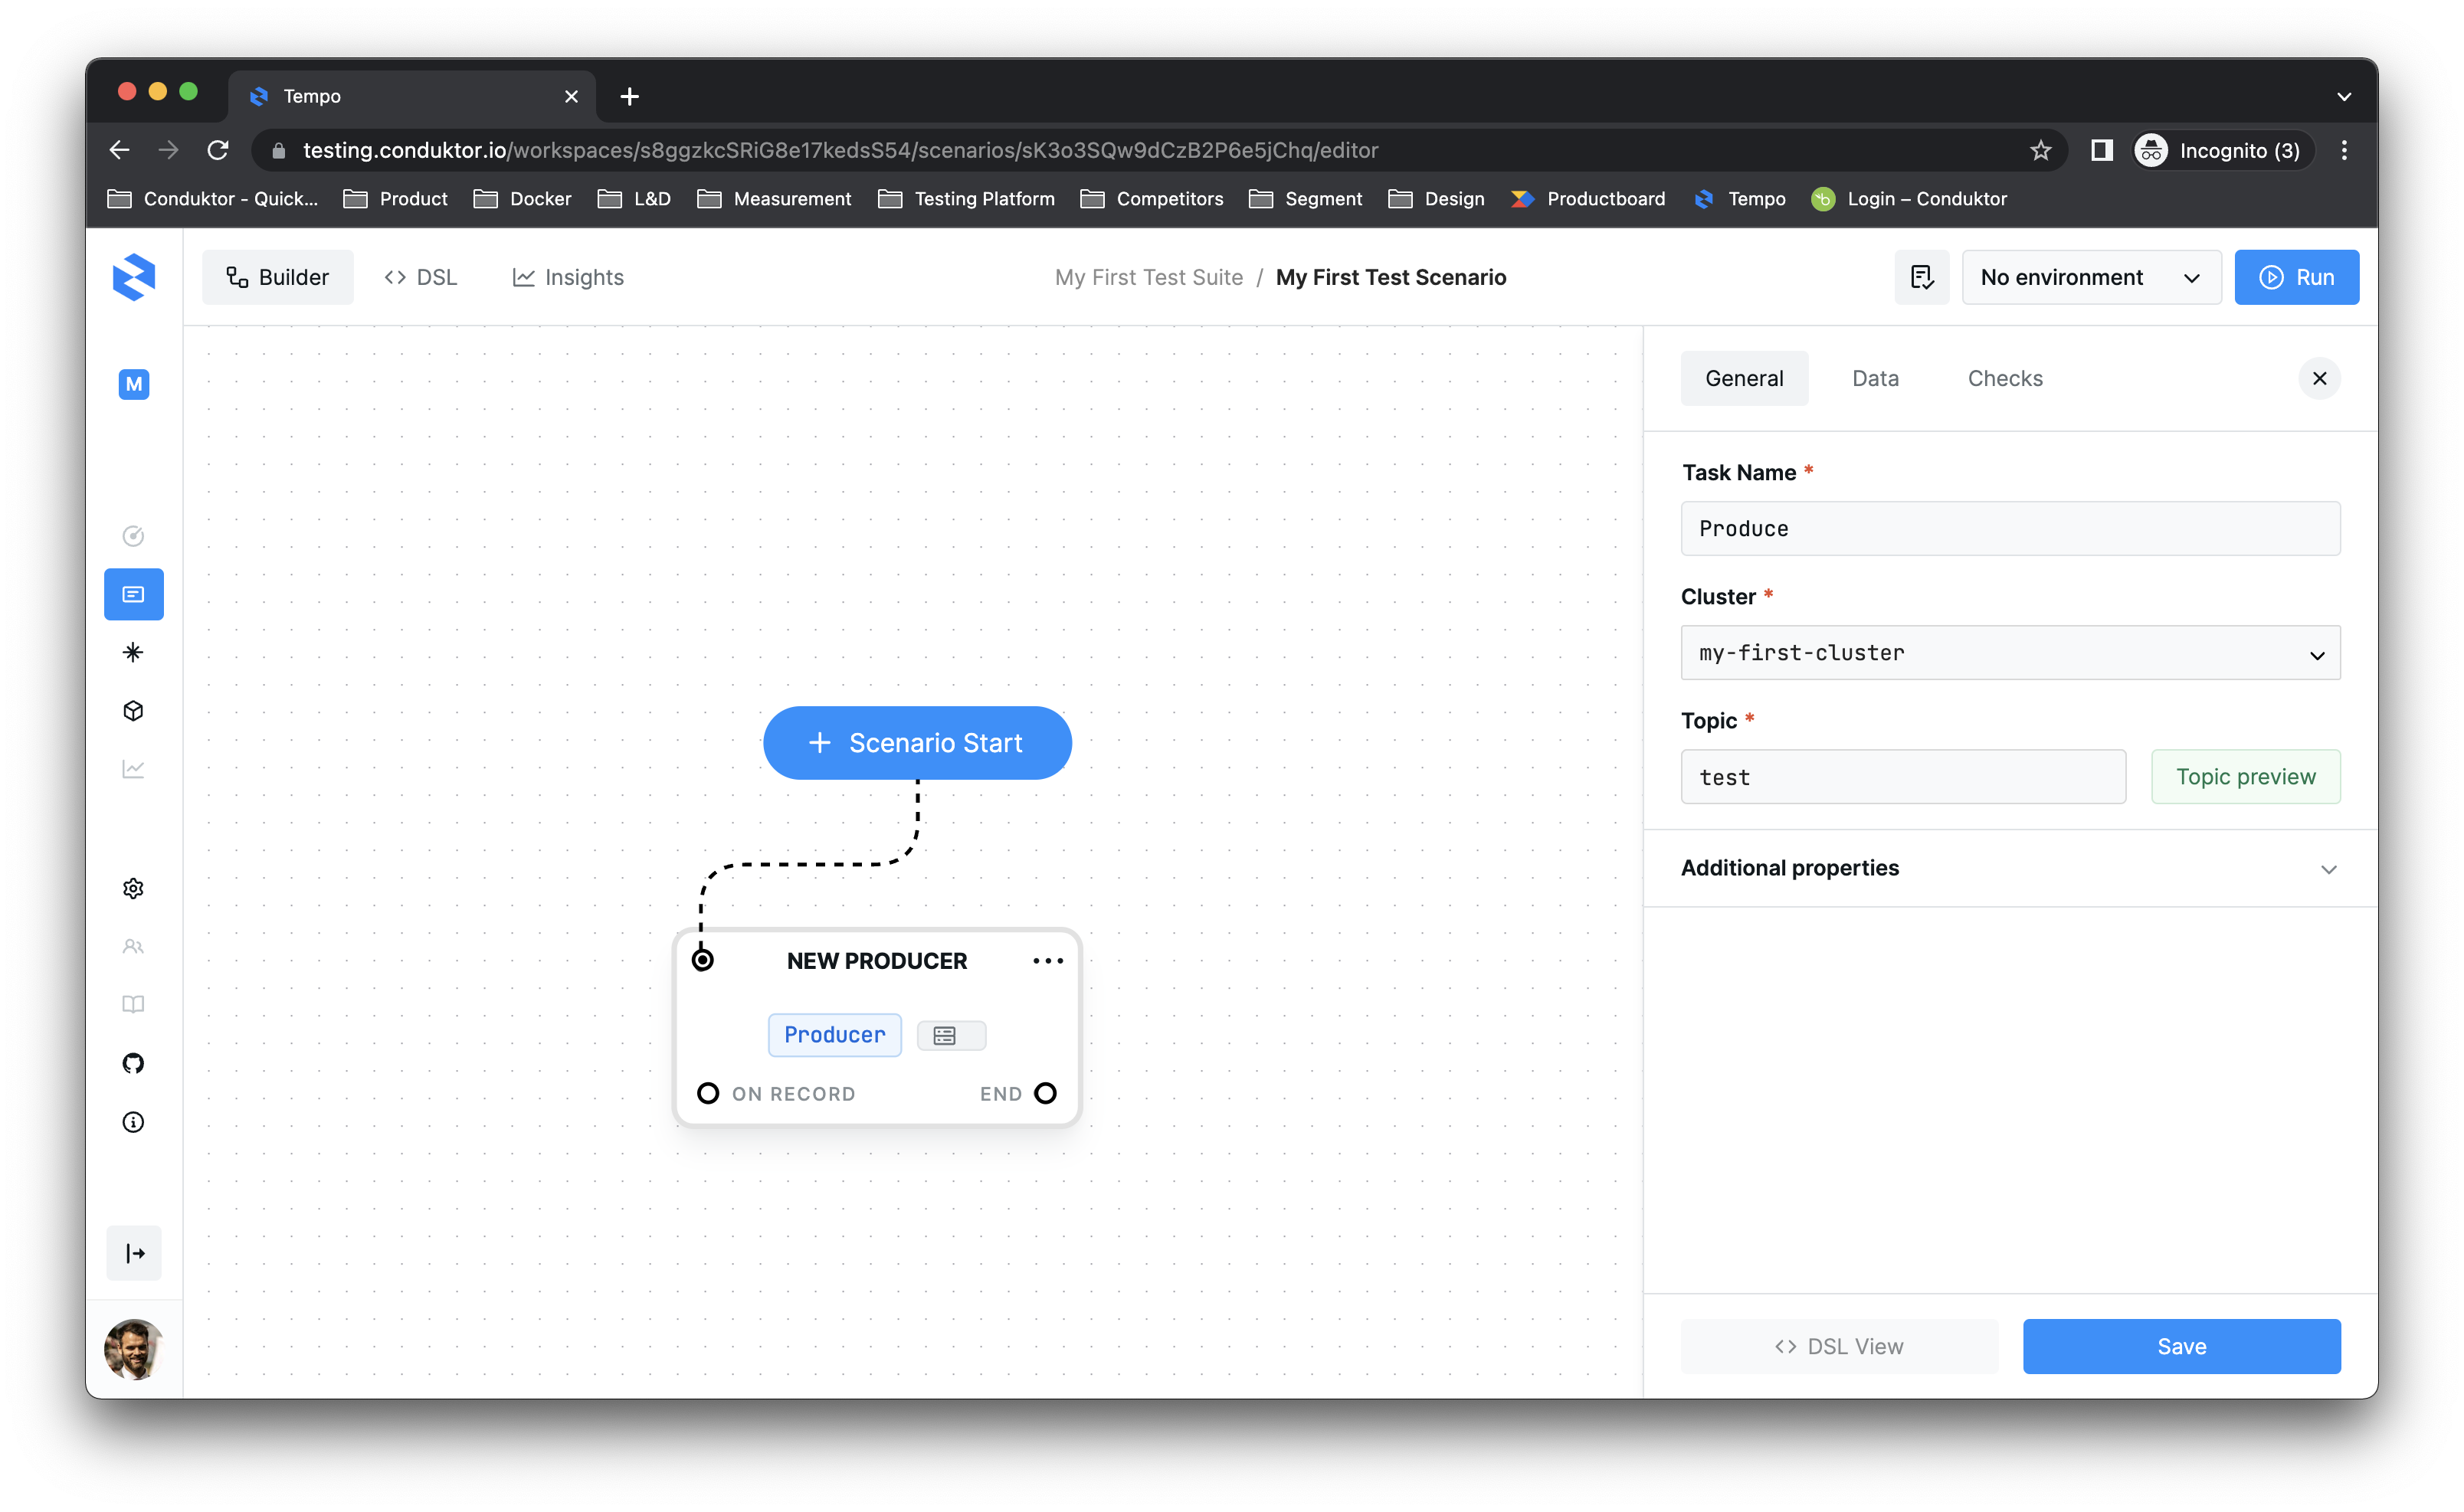 Tempo
testing.conduktor.io/workspaces/s8ggzkcSRiG8e17kedsS54/scenarios/sK3o3SQw9dCzB2P6e5jChq/editor
Incognito (3)
Conduktor - Quick...
Product
Docker
L&D
Measurement
Testing Platform
Competitors
Segment
Design
Productboard
Tempo
Login – Conduktor
Builder
DSL
Insights
My First Test Suite / My First Test Scenario
No environment
Run
M
General
Data
Checks
Task Name *
Produce
Cluster *
my-first-cluster
Topic *
test
Topic preview
Additional properties
Scenario Start
NEW PRODUCER
Producer
ON RECORD
END
DSL View
Save